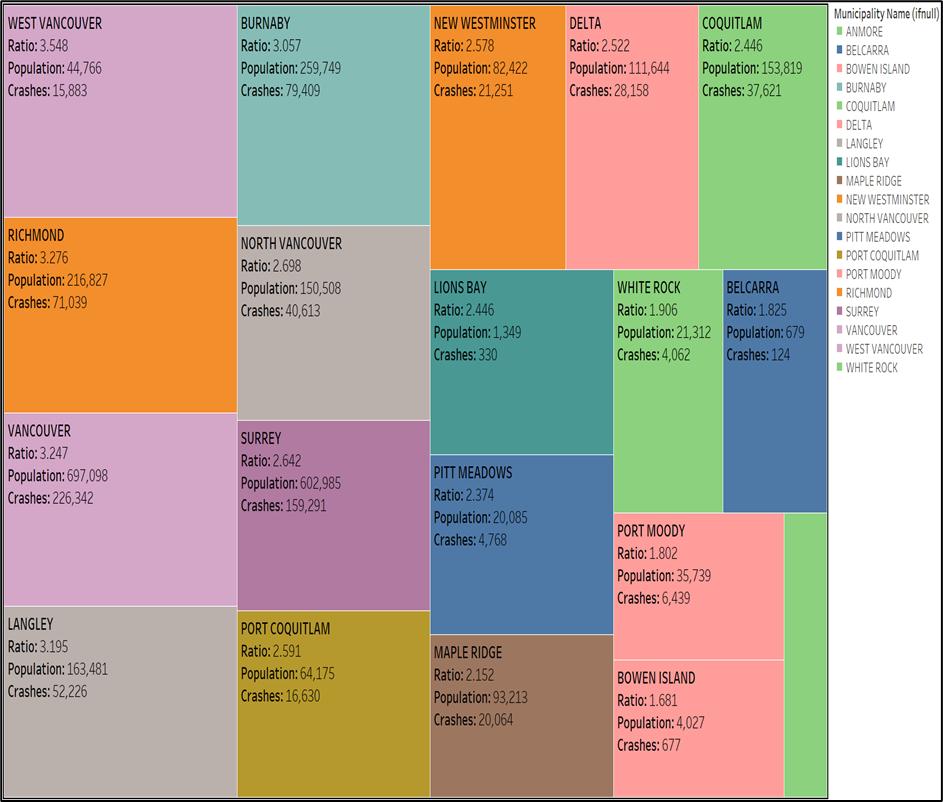 WEST VANCOUVER
Ratio: 3.548
Population: 44,766
Crashes: 15,883
RICHMOND
Ratio: 3.276
Population: 216,827
Crashes: 71,039
VANCOUVER
Ratio: 3.247
Population: 697,098
Crashes: 226,342
LANGLEY
Ratio: 3.195
Population: 163,481
Crashes: 52,226
BURNABY
Ratio: 3.057
Population: 259,749
Crashes: 79,409
NORTH VANCOUVER
Ratio: 2.698
Population: 150,508
Crashes: 40,613
SURREY
Ratio: 2.642
Population: 602,985
Crashes: 159,291
PORT COQUITLAM
Ratio: 2.591
Population: 64,175
Crashes: 16,630
NEW WESTMINSTER
Ratio: 2.578
Population: 82,422
Crashes: 21,251
DELTA
Ratio: 2.522
Population: 111,644
Crashes: 28,158
COQUITLAM
Ratio: 2.446
Population: 153,819
Crashes: 37,621
LIONS BAY
Ratio: 2.446
Population: 1,349
Crashes: 330
PITT MEADOWS
Ratio: 2.374
Population: 20,085
Crashes: 4,768
MAPLE RIDGE
Ratio: 2.152
Population: 93,213
Crashes: 20,064
WHITE ROCK
Ratio: 1.906
Population: 21,312
Crashes: 4,062
BELCARRA
Ratio: 1.825
Population: 679
Crashes: 124
PORT MOODY
Ratio: 1.802
Population: 35,739
Crashes: 6,439
BOWEN ISLAND
Ratio: 1.681
Population: 4,027
Crashes: 677
Municipality Name (ifnull)
ANMORE
BELCARRA
BOWEN ISLAND
BURNABY
COQUITLAM
DELTA
LANGLEY
LIONS BAY
MAPLE RIDGE
NEW WESTMINSTER
NORTH VANCOUVER
PITT MEADOWS
PORT COQUITLAM
PORT MOODY
RICHMOND
SURREY
VANCOUVER
WEST VANCOUVER
WHITE ROCK